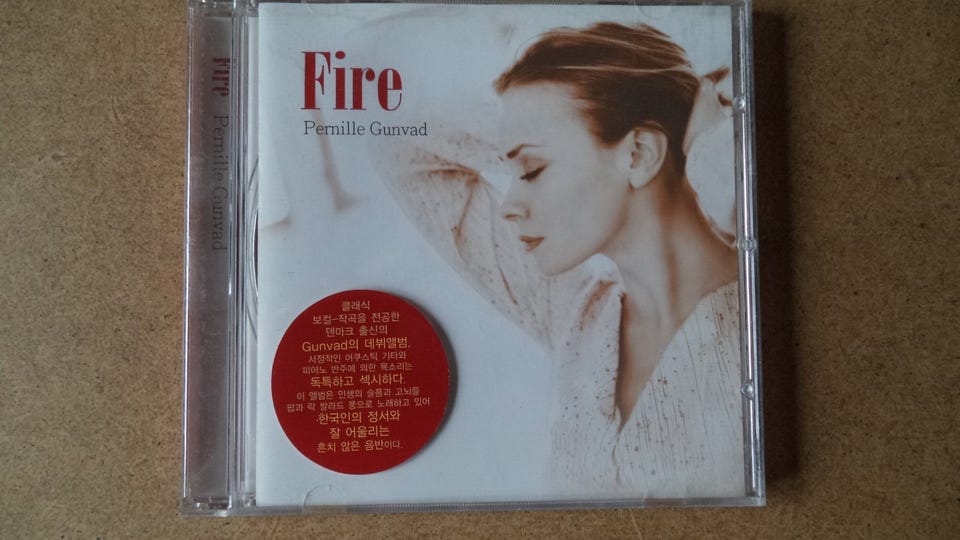 Fire
Pernille Gunvad
Fire Pernille Gunvad
클래식
보컬-작곡을 전공한
덴마크 출신의
Gunvad의 데뷔앨범.
서정적인 어쿠스틱 기타와
피아노 반주에 의한 목소리는
독특하고 섹시하다.
이 앨범은 인생의 슬픔과 고뇌를
팝과 락 발라드 풍으로 노래하고 있어
한국인의 정서와
잘 어울리는
흔치 않은 음반이다.